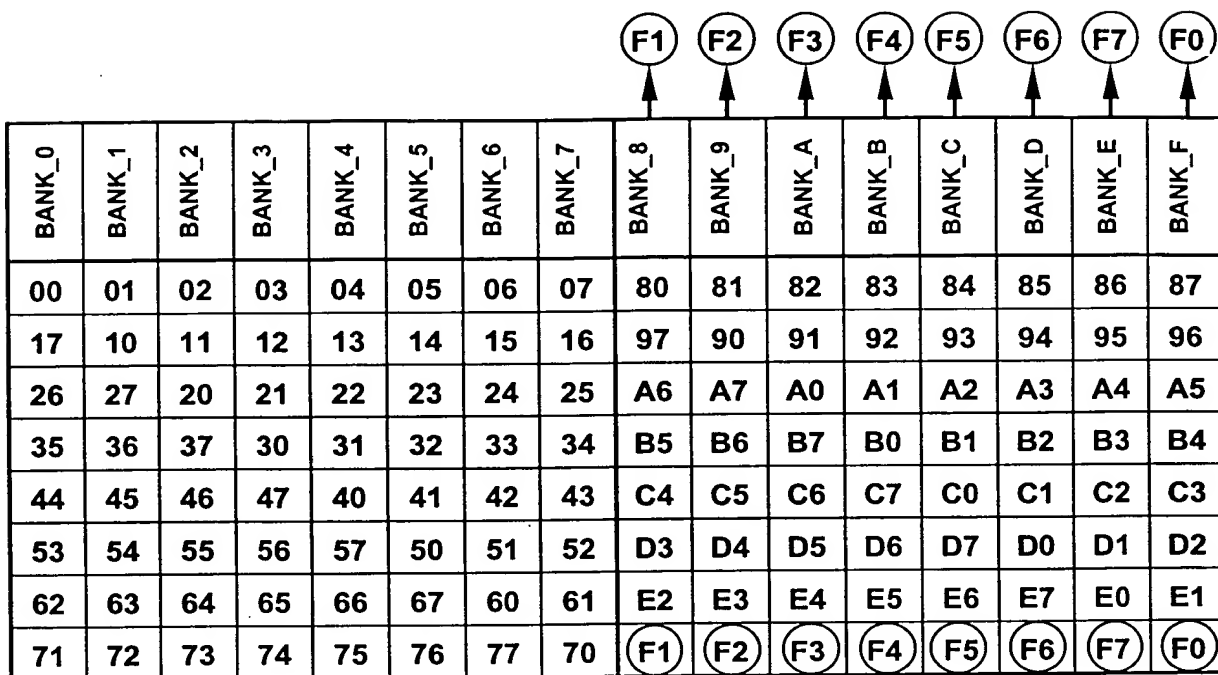 F1 F2 F3 F4 F5 F6 F7 F0
BANK_0 BANK_1 BANK_2 BANK_3 BANK_4 BANK_5 BANK_6 BANK_7 BANK_8 BANK_9 BANK_A BANK_B BANK_C BANK_D BANK_E BANK_F
00 01 02 03 04 05 06 07 80 81 82 83 84 85 86 87
17 10 11 12 13 14 15 16 97 90 91 92 93 94 95 96
26 27 20 21 22 23 24 25 A6 A7 A0 A1 A2 A3 A4 A5
35 36 37 30 31 32 33 34 B5 B6 B7 B0 B1 B2 B3 B4
44 45 46 47 40 41 42 43 C4 C5 C6 C7 C0 C1 C2 C3
53 54 55 56 57 50 51 52 D3 D4 D5 D6 D7 D0 D1 D2
62 63 64 65 66 67 60 61 E2 E3 E4 E5 E6 E7 E0 E1
71 72 73 74 75 76 77 70 F1 F2 F3 F4 F5 F6 F7 F0